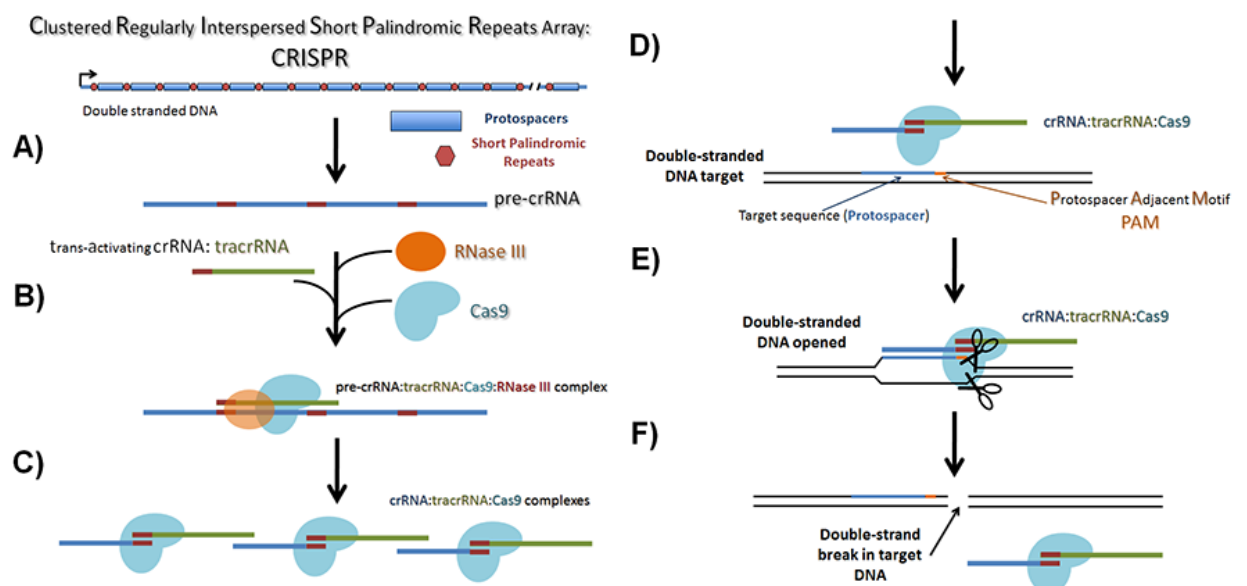 Clustered Regularly Interspersed Short Palindromic Repeats Array:
CRISPR
Double stranded DNA
Protospacers
Short Palindromic
Repeats
A)
pre-crRNA
trans-activating crRNA: tracrRNA
RNase III
B)
Cas9
pre-crRNA:tracrRNA:Cas9:RNase III complex
C)
crRNA:tracrRNA:Cas9 complexes
D)
crRNA:tracrRNA:Cas9
Double-stranded
DNA target
Target sequence (Protospacer)
Protospacer Adjacent Motif
PAM
E)
crRNA:tracrRNA:Cas9
Double-stranded
DNA opened
F)
Double-strand
break in target
DNA